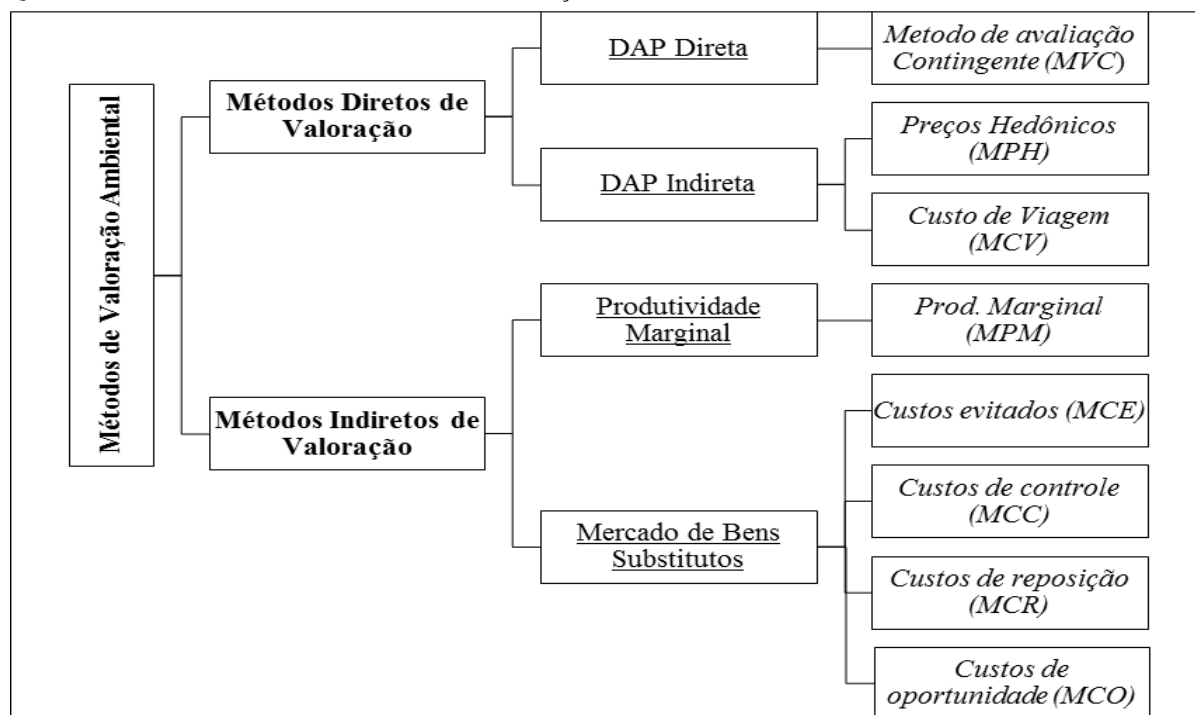 Métodos de Valoração Ambiental
Métodos Diretos de
Valoração
DAP Direta
Metodo de avaliação
Contingente (MVC)
DAP Indireta
Preços Hedônicos
(MPH)
Custo de Viagem
(MCV)
Métodos Indiretos de
Valoração
Produtividade
Marginal
Prod. Marginal
(MPM)
Mercado de Bens
Substitutos
Custos evitados (MCE)
Custos de controle
(MCC)
Custos de reposição
(MCR)
Custos de
oportunidade (MCO)